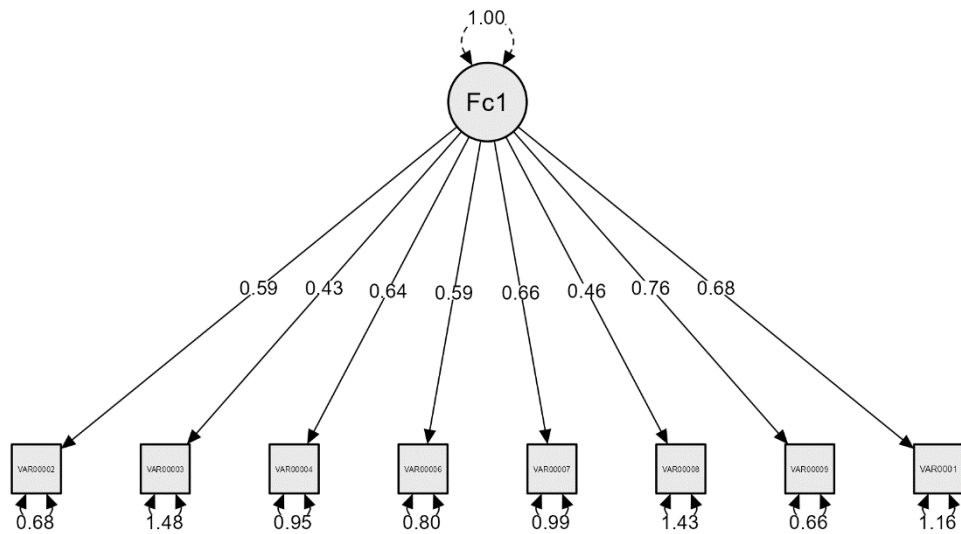 1.00
Fc1
0.59 0.43 0.64 0.59 0.66 0.46 0.76 0.68
VAR00002 VAR00003 VAR00004 VAR00006 VAR00007 VAR00008 VAR00009 VAR0001
0.68 1.48 0.95 0.80 0.99 1.43 0.66 1.16